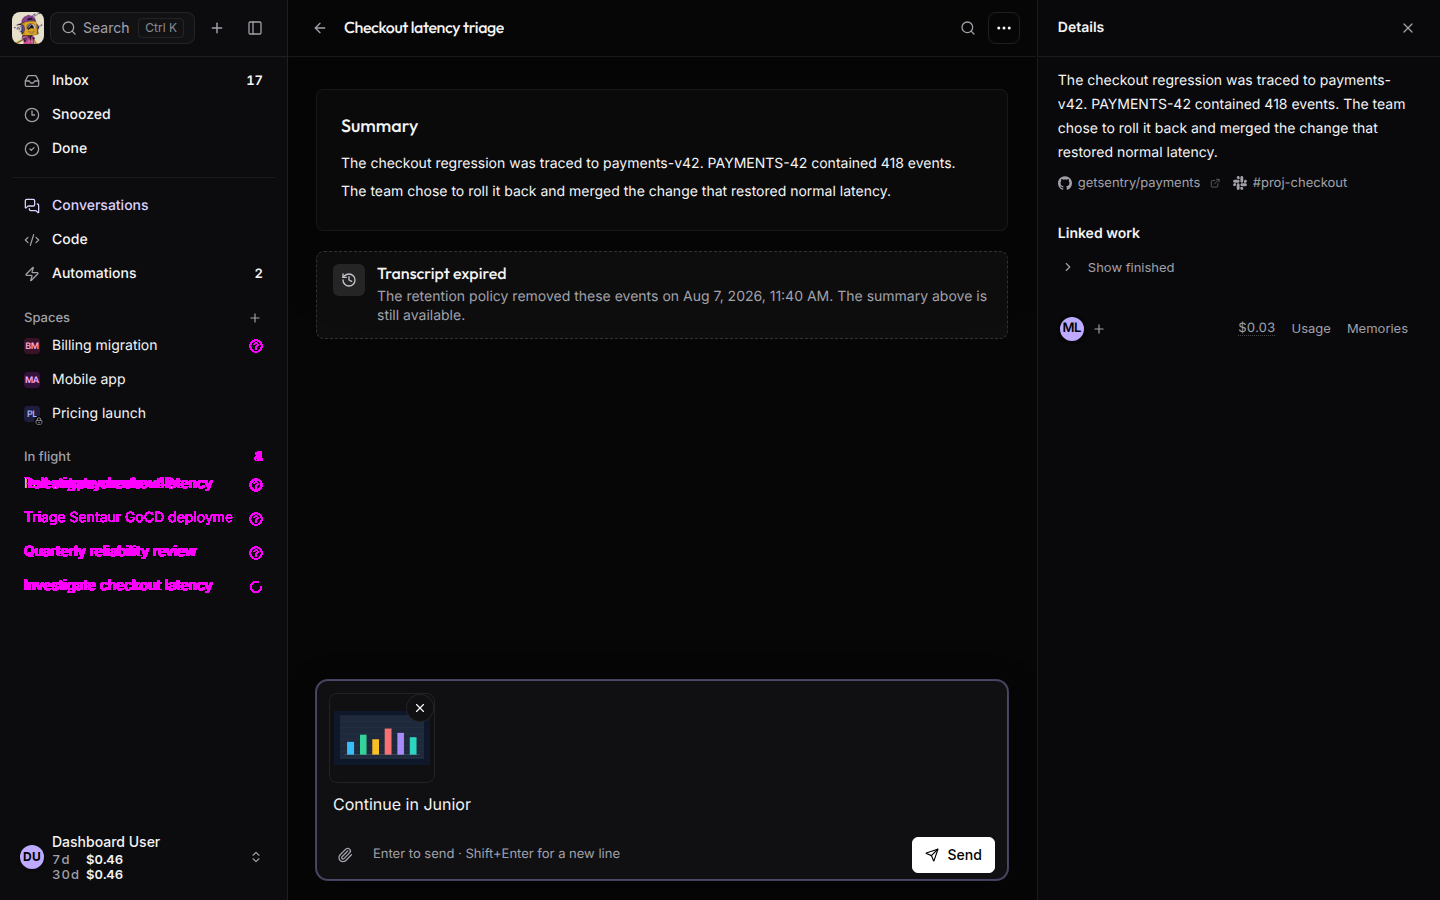 Search Ctrl K
Inbox 17
Snoozed
Done
Conversations
Code
Automations 2
Spaces
BM Billing migration
MA Mobile app
PL Pricing launch
In flight
latency
Triage Sentaur GoCD deployme
Quarterly reliability review
Investigate checkout latency
DU Dashboard User
7d $0.46
30d $0.46
Checkout latency triage
Summary
The checkout regression was traced to payments-v42. PAYMENTS-42 contained 418 events.
The team chose to roll it back and merged the change that restored normal latency.
Transcript expired
The retention policy removed these events on Aug 7, 2026, 11:40 AM. The summary above is
still available.
Continue in Junior
Enter to send · Shift+Enter for a new line
Send
Details
The checkout regression was traced to payments-
v42. PAYMENTS-42 contained 418 events. The team
chose to roll it back and merged the change that
restored normal latency.
getsentry/payments #proj-checkout
Linked work
Show finished
ML $0.03 Usage Memories